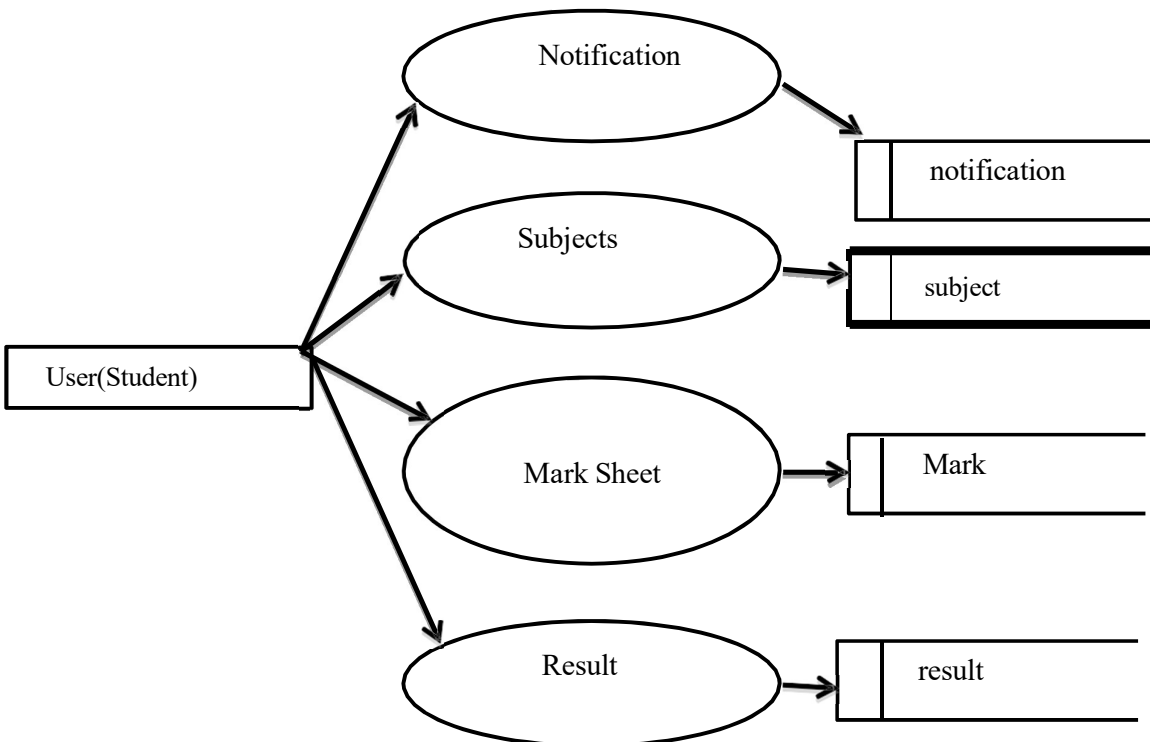 Notification
notification
Subjects
subject
User(Student)
Mark Sheet
Mark
Result
result